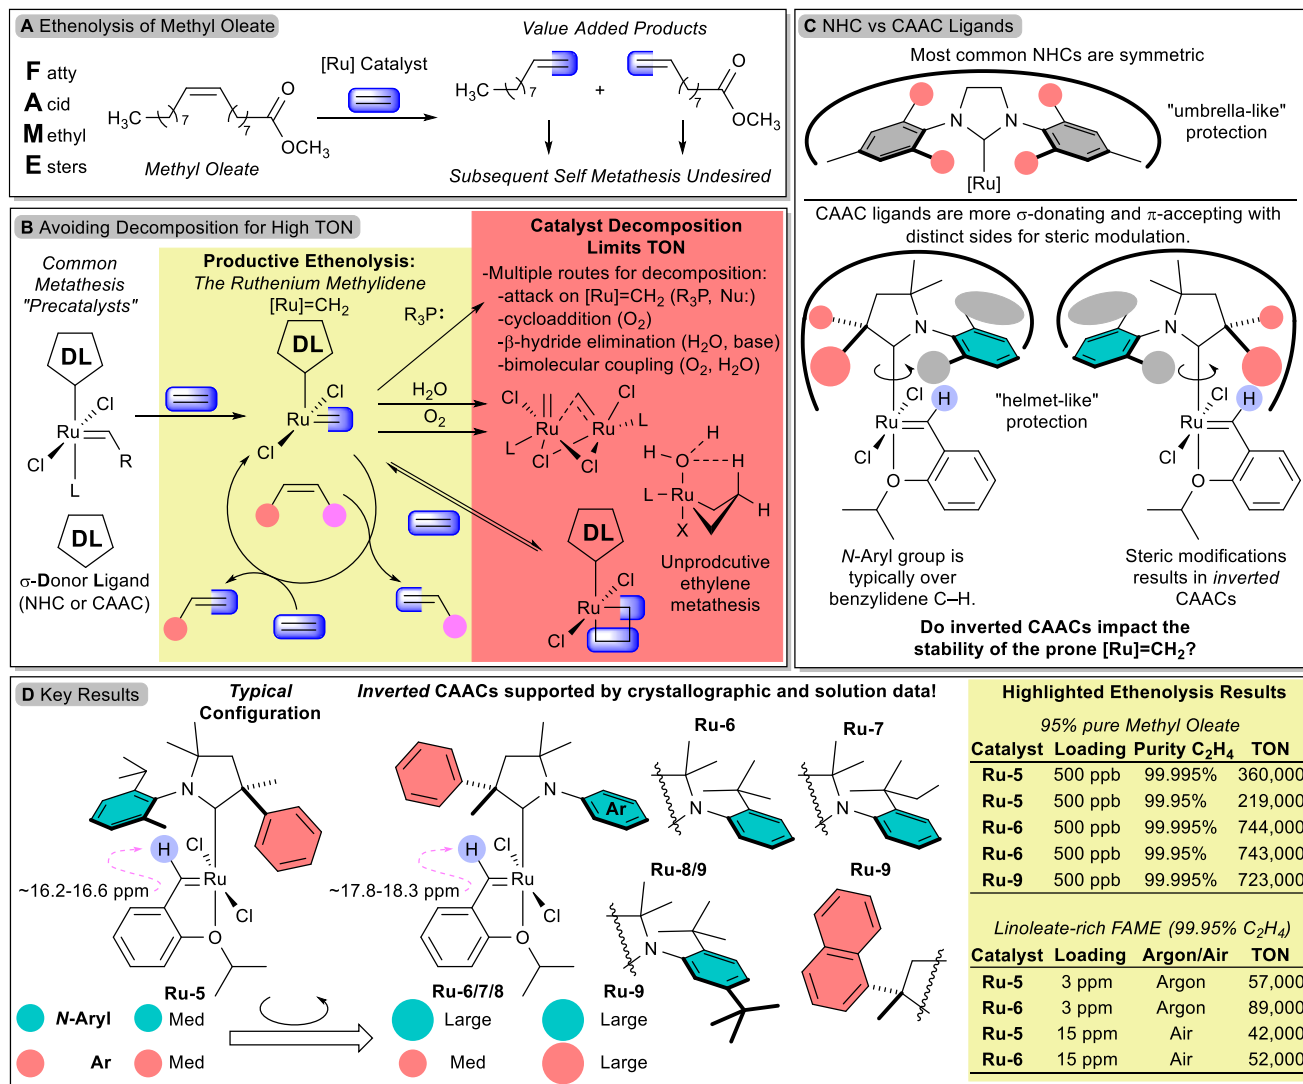 A Ethenolysis of Methyl Oleate
F atty
A cid
M ethyl
E sters
H3C
7
7
O
OCH3
Methyl Oleate
[Ru] Catalyst
Value Added Products
H3C
7
+
7
O
OCH3
Subsequent Self Metathesis Undesired
B Avoiding Decomposition for High TON
Common
Metathesis
"Precatalysts"
DL
Cl
Ru
Cl
R
L
DL
σ-Donor Ligand
(NHC or CAAC)
Productive Ethenolysis:
The Ruthenium Methylidene
[Ru]=CH2
DL
Cl
Ru
Cl
R3P:
H2O
O2
Catalyst Decomposition
Limits TON
-Multiple routes for decomposition:
-attack on [Ru]=CH2 (R3P, Nu:)
-cycloaddition (O2)
-β-hydride elimination (H2O, base)
-bimolecular coupling (O2, H2O)
Cl
Ru
Ru
Cl
L
L
Cl
Cl
H
H
O
H
L
Ru
H
X
DL
Cl
Ru
Cl
Unprodcutive
ethylene
metathesis
C NHC vs CAAC Ligands
Most common NHCs are symmetric
"umbrella-like"
protection
N
N
[Ru]
CAAC ligands are more σ-donating and π-accepting with
distinct sides for steric modulation.
N
Cl
H
Ru
Cl
O
"helmet-like"
protection
N
Cl
H
Ru
Cl
O
N-Aryl group is
typically over
benzylidene C–H.
Steric modifications
results in inverted
CAACs
Do inverted CAACs impact the
stability of the prone [Ru]=CH2?
D Key Results
Typical
Configuration
N
H
Cl
Ru
Cl
O
~16.2-16.6 ppm
Ru-5
Inverted CAACs supported by crystallographic and solution data!
N
Ar
H
Cl
Ru
Cl
O
~17.8-18.3 ppm
Ru-6/7/8
Ru-9
Ru-6
N
Ru-7
N
Ru-8/9
N
Ru-9
N-Aryl
Med
Large
Large
Ar
Med
Med
Large
Highlighted Ethenolysis Results
95% pure Methyl Oleate
Catalyst Loading Purity C2H4 TON
Ru-5 500 ppb 99.995% 360,000
Ru-5 500 ppb 99.95% 219,000
Ru-6 500 ppb 99.995% 744,000
Ru-6 500 ppb 99.95% 743,000
Ru-9 500 ppb 99.995% 723,000
Linoleate-rich FAME (99.95% C2H4)
Catalyst Loading Argon/Air TON
Ru-5 3 ppm Argon 57,000
Ru-6 3 ppm Argon 89,000
Ru-5 15 ppm Air 42,000
Ru-6 15 ppm Air 52,000